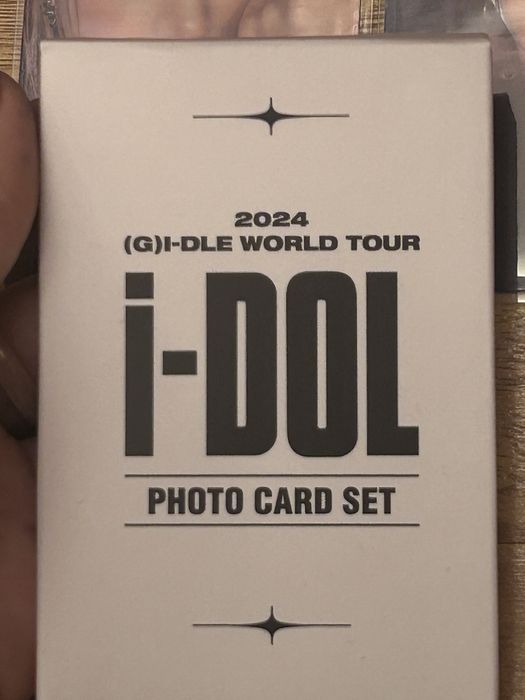 2024
(G)I-DLE WORLD TOUR
i-DOL
PHOTO CARD SET